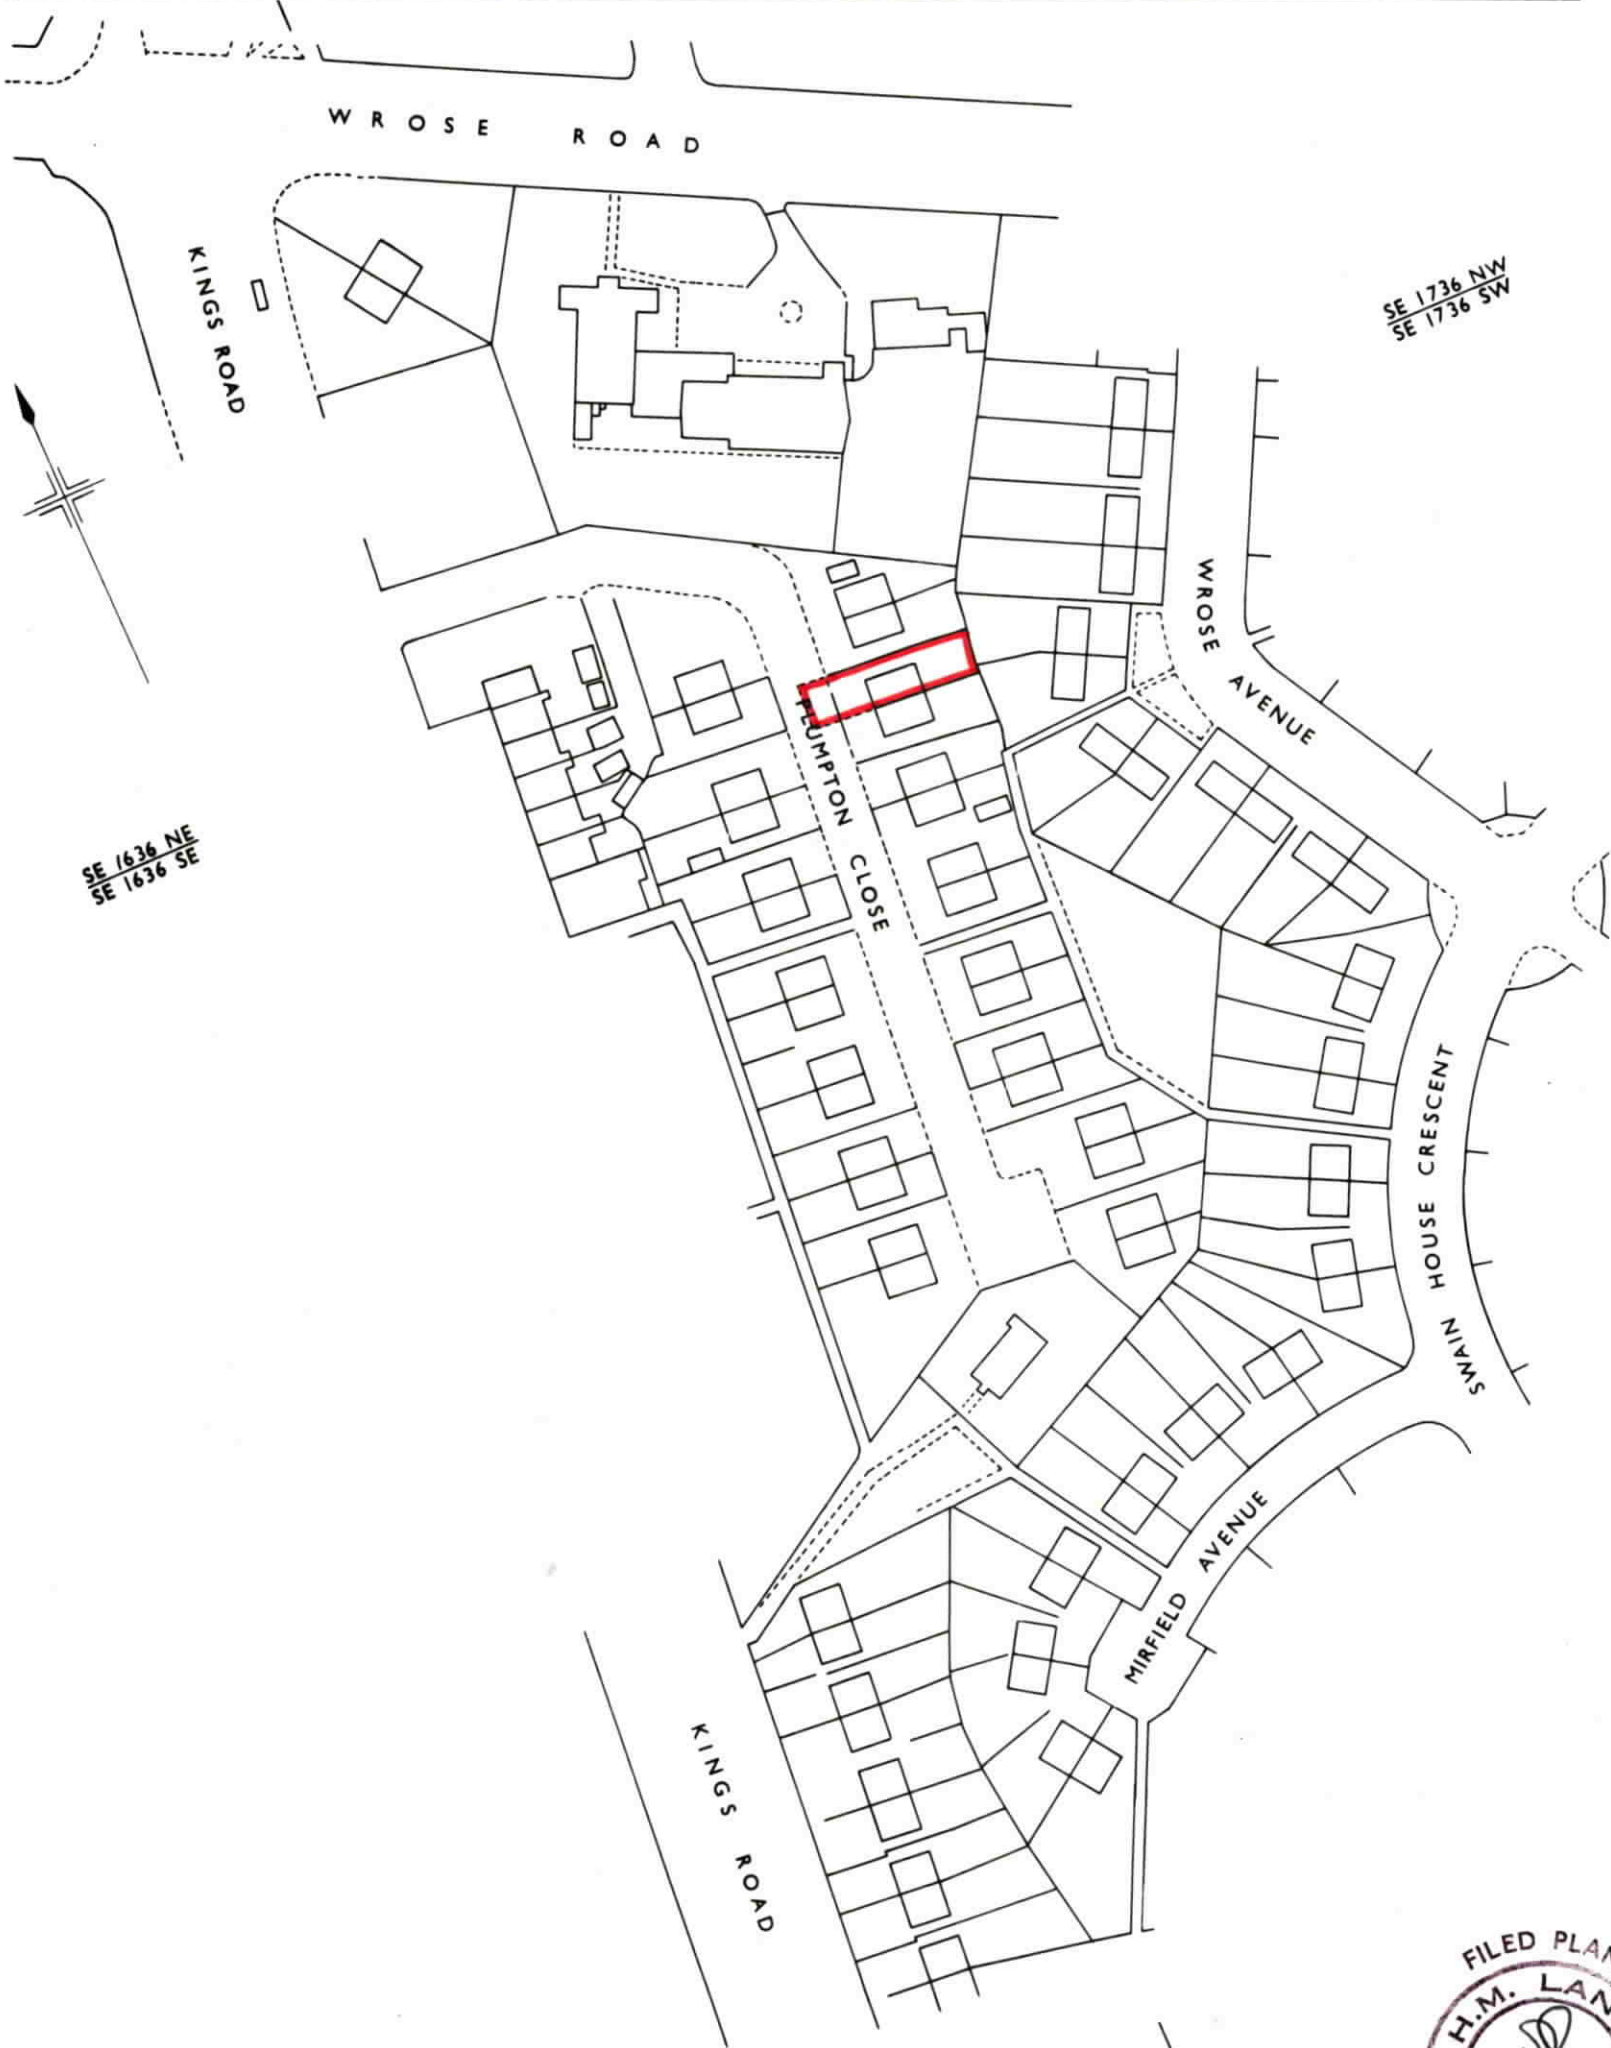 WROSE ROAD
KINGS ROAD
SE 1736 NW
SE 1736 SW
WROSE AVENUE
PLUMPTON CLOSE
SE 1636 NE
SE 1636 SE
SWAIN HOUSE CRESCENT
MIRFIELD AVENUE
KINGS ROAD
FILED PLAN
H.M. LAN